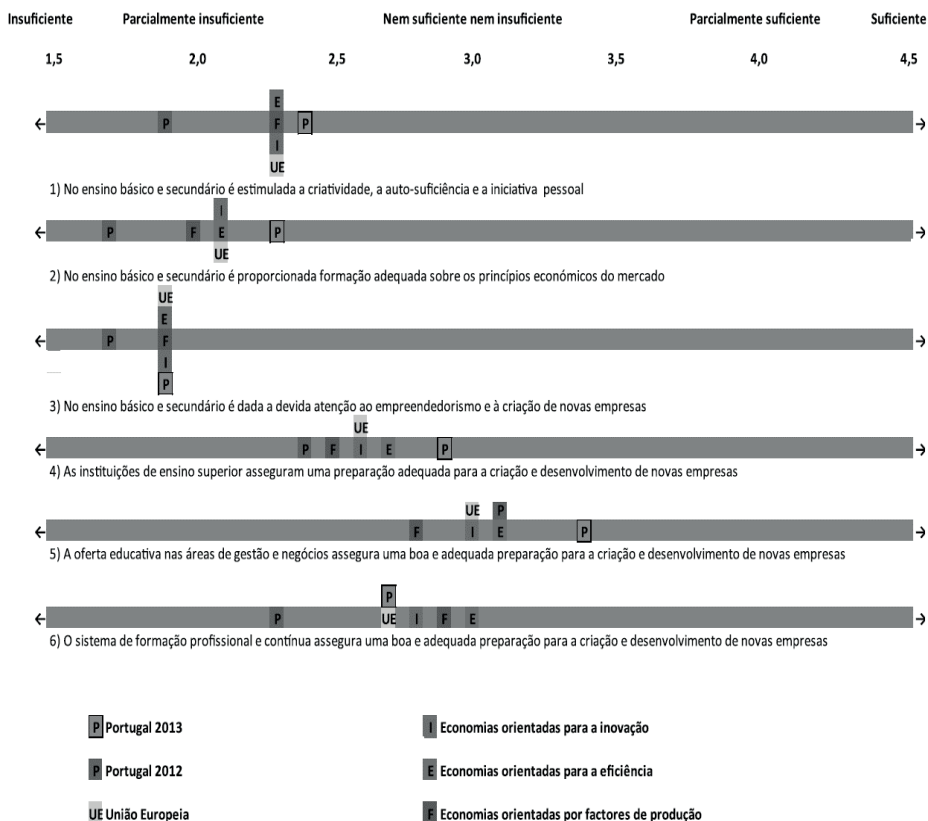 Insuficiente Parcialmente insuficiente Nem suficiente nem insuficiente Parcialmente suficiente Suficiente
1,5 2,0 2,5 3,0 3,5 4,0 4,5
E
P F P
I
UE
1) No ensino básico e secundário é estimulada a criatividade, a auto-suficiência e a iniciativa pessoal
I
P F E P
UE
2) No ensino básico e secundário é proporcionada formação adequada sobre os princípios económicos do mercado
UE
E
P F
I
P
3) No ensino básico e secundário é dada a devida atenção ao empreendedorismo e à criação de novas empresas
UE
P F I E P
4) As instituições de ensino superior asseguram uma preparação adequada para a criação e desenvolvimento de novas empresas
UE P
F I E P
5) A oferta educativa nas áreas de gestão e negócios assegura uma boa e adequada preparação para a criação e desenvolvimento de novas empresas
P
P UE I F E
6) O sistema de formação profissional e contínua assegura uma boa e adequada preparação para a criação e desenvolvimento de novas empresas
P Portugal 2013 I Economias orientadas para a inovação
P Portugal 2012 E Economias orientadas para a eficiência
UE União Europeia F Economias orientadas por factores de produção